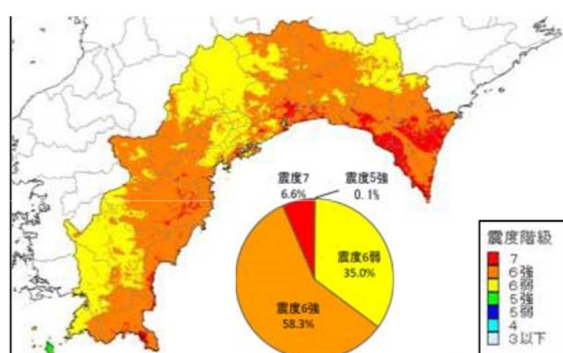 震度7
6.6%
震度5強
0.1%
震度6弱
35.0%
震度6強
58.3%
震度階級
7
6強
6弱
5強
5弱
4
3以下